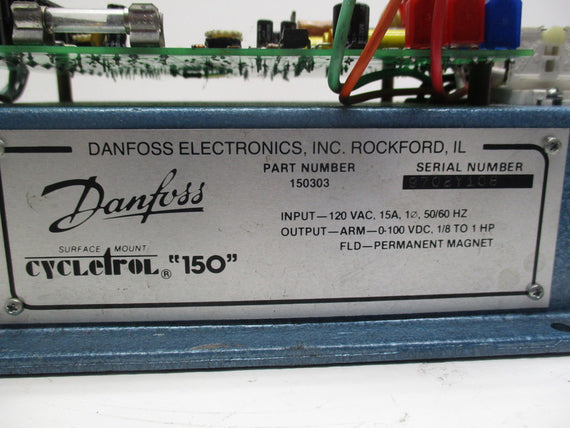 DANFOSS ELECTRONICS, INC. ROCKFORD, IL
PART NUMBER
150303
SERIAL NUMBER
Danfoss
INPUT—120 VAC, 15A, 1ø, 50/60 HZ
OUTPUT—ARM—0-100 VDC, 1/8 TO 1 HP
FLD—PERMANENT MAGNET
SURFACE MOUNT
CYCLETROL® "150"